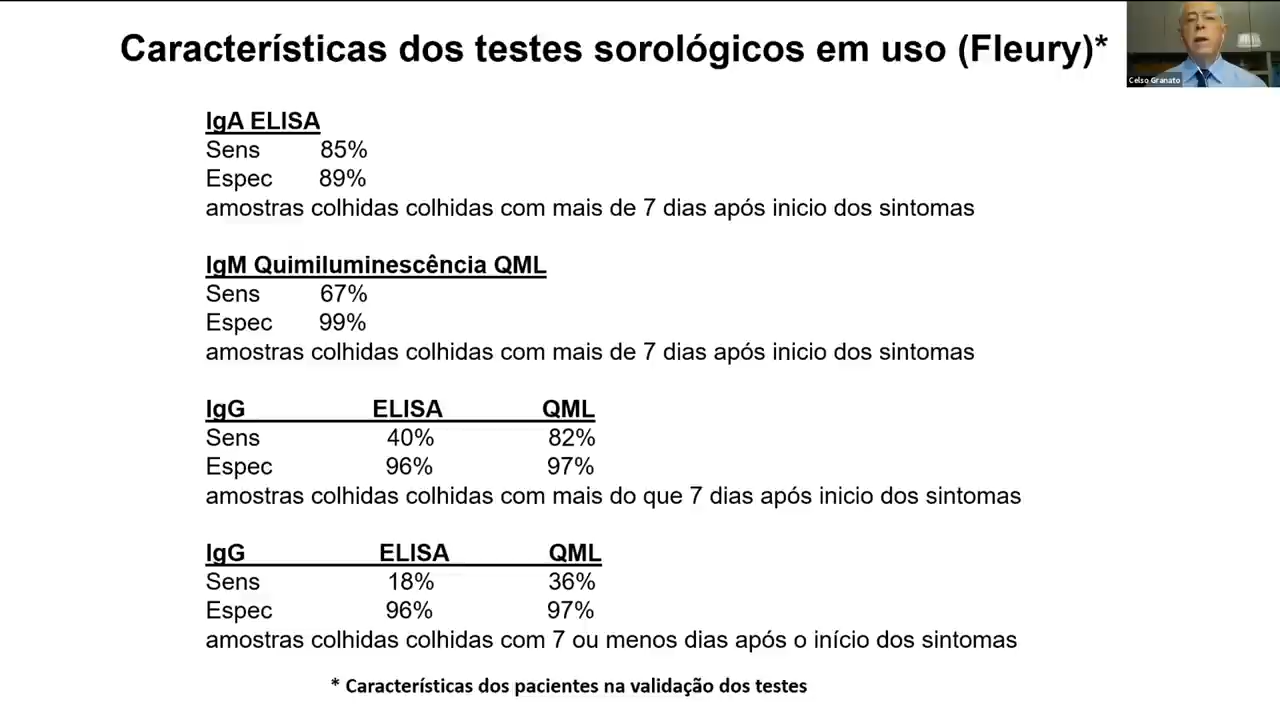 Características dos testes sorológicos em uso (Fleury)*
Celso Granato
IgA ELISA
Sens 85%
Espec 89%
amostras colhidas colhidas com mais de 7 dias após inicio dos sintomas
IgM Quimiluminescência QML
Sens 67%
Espec 99%
amostras colhidas colhidas com mais de 7 dias após inicio dos sintomas
IgG ELISA QML
Sens 40% 82%
Espec 96% 97%
amostras colhidas colhidas com mais do que 7 dias após inicio dos sintomas
IgG ELISA QML
Sens 18% 36%
Espec 96% 97%
amostras colhidas colhidas com 7 ou menos dias após o início dos sintomas
* Características dos pacientes na validação dos testes